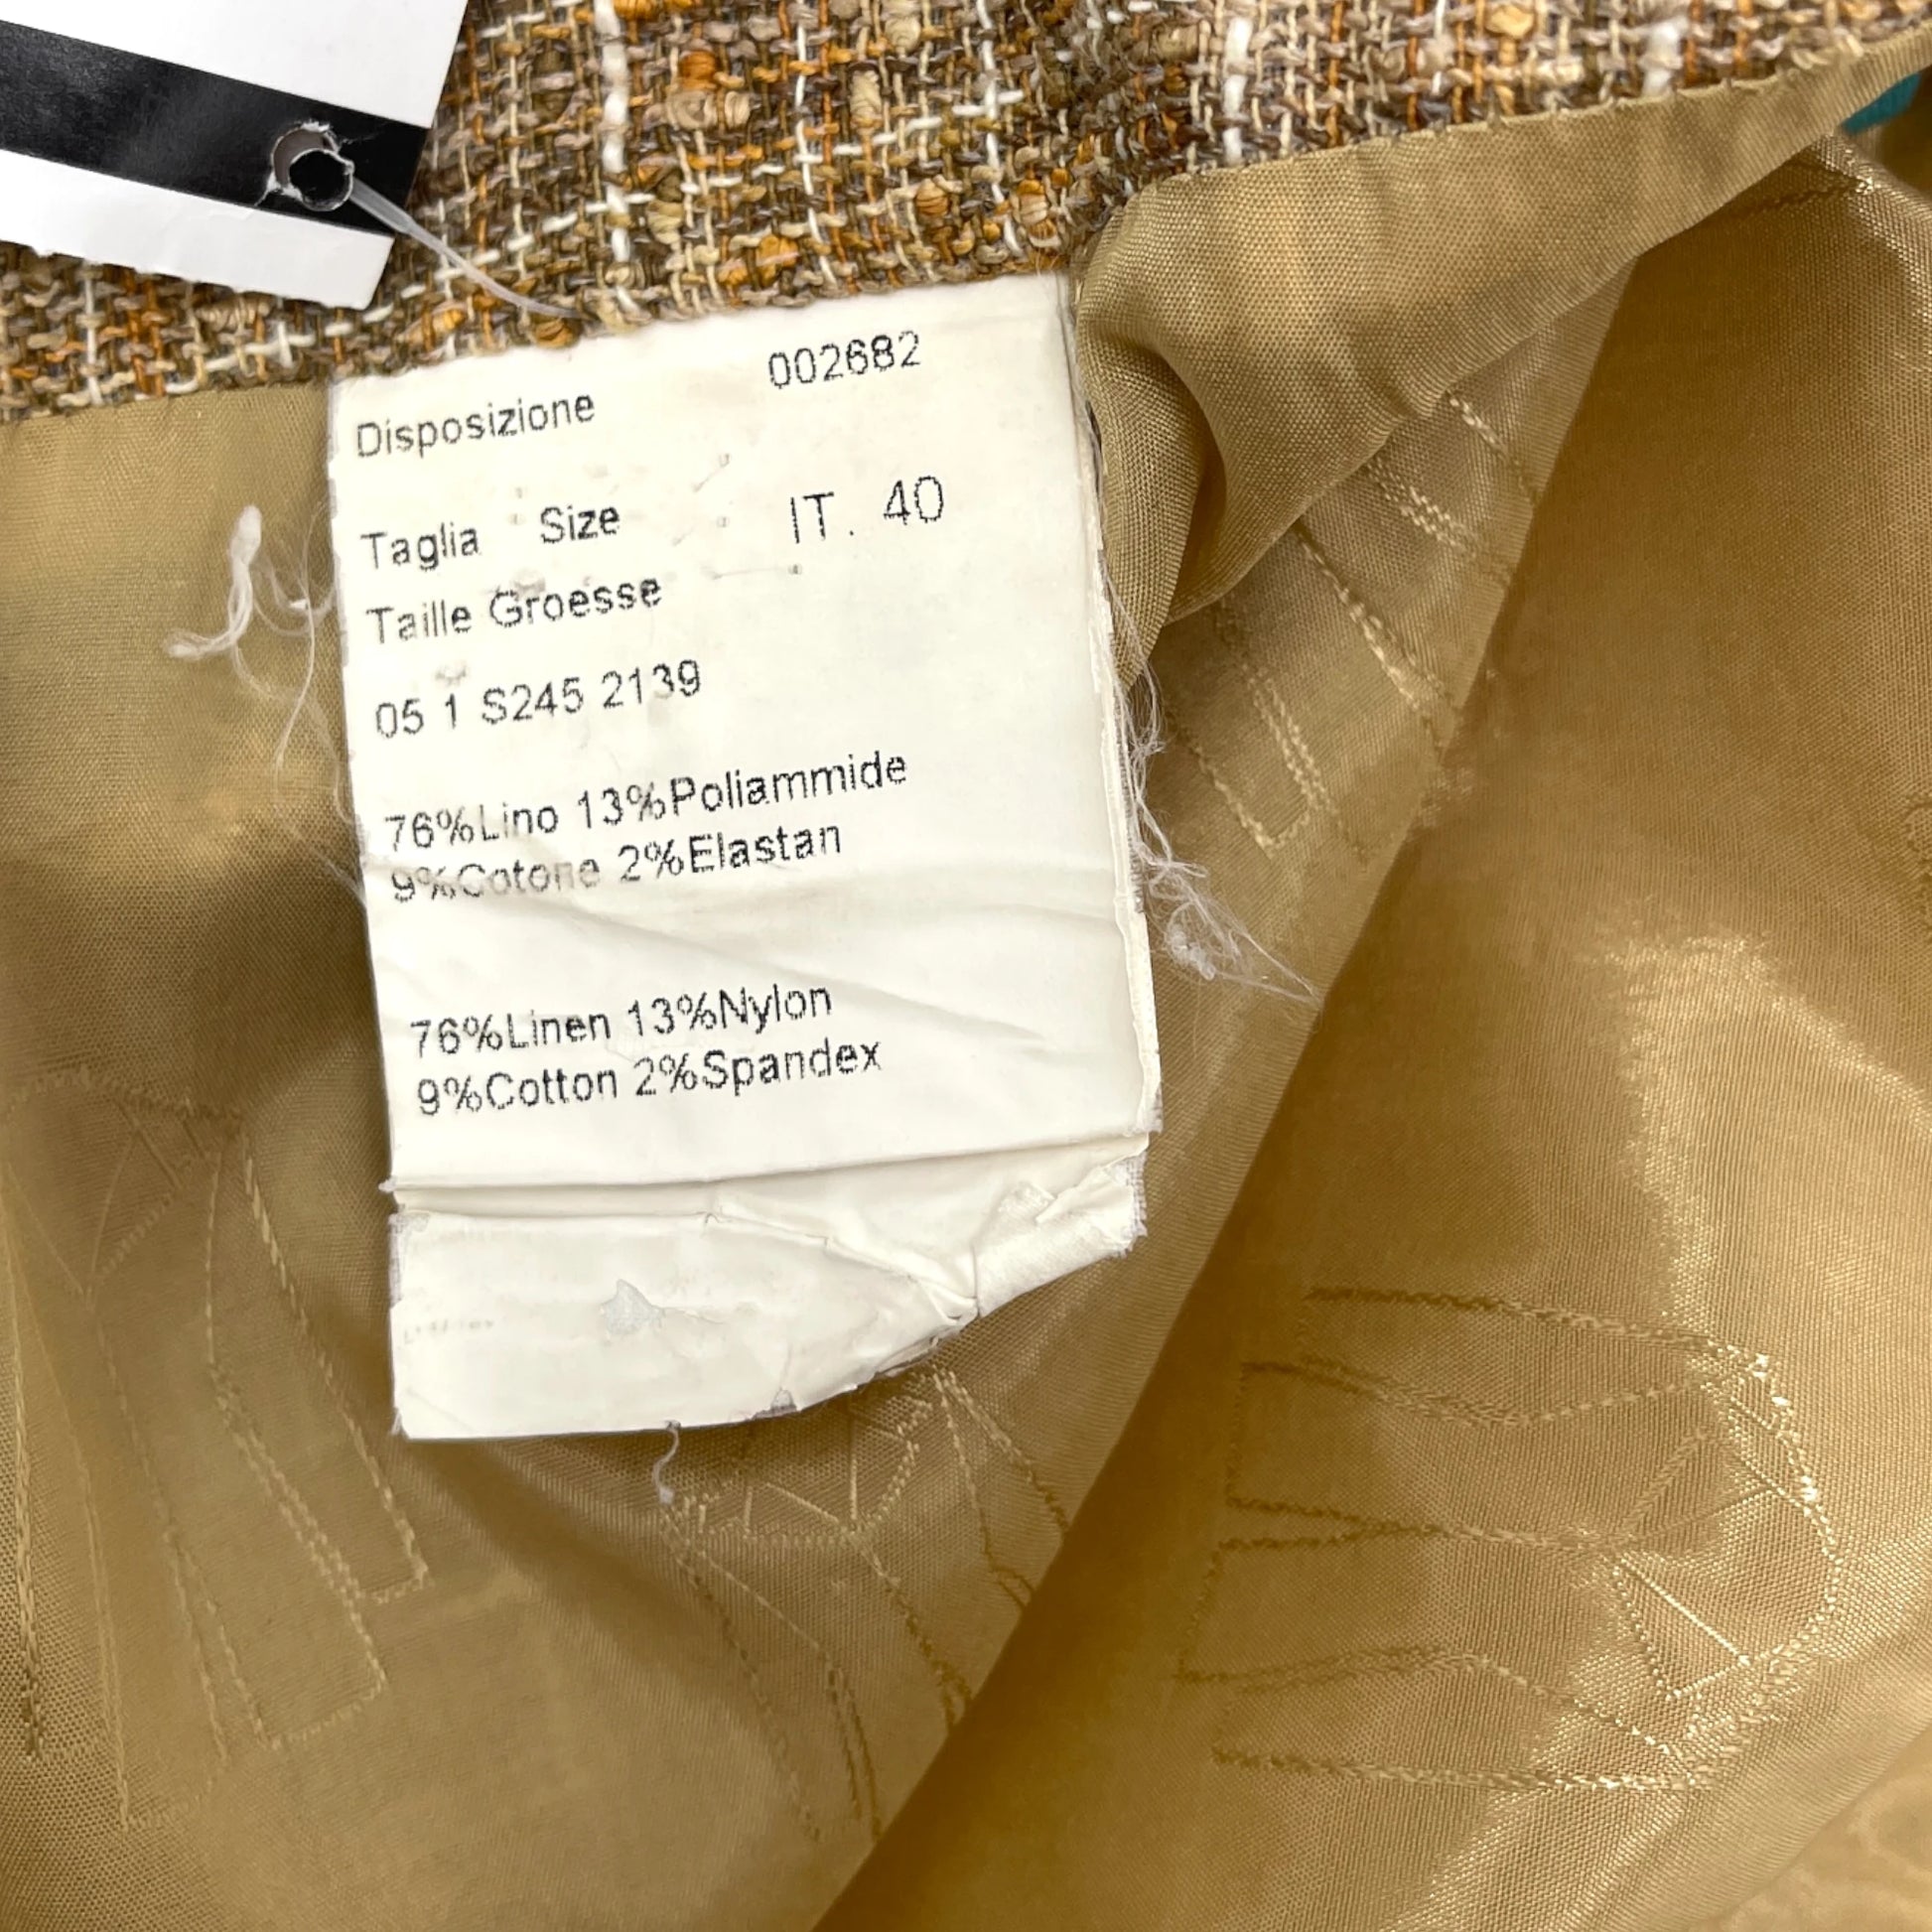 002682
Disposizione
Taglia Size IT. 40
Taille Groesse
05 1 S245 2139
76%Lino 13%Poliammide
9%Cotone 2%Elastan
76%Linen 13%Nylon
9%Cotton 2%Spandex